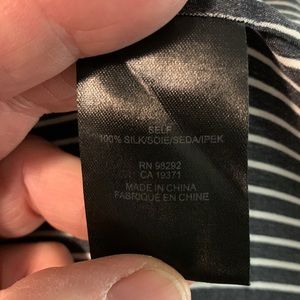 SELF
100% SILK/SOIE/SEDA/IPEK
RN 98292
CA 19371
MADE IN CHINA
FABRIQUÉ EN CHINE